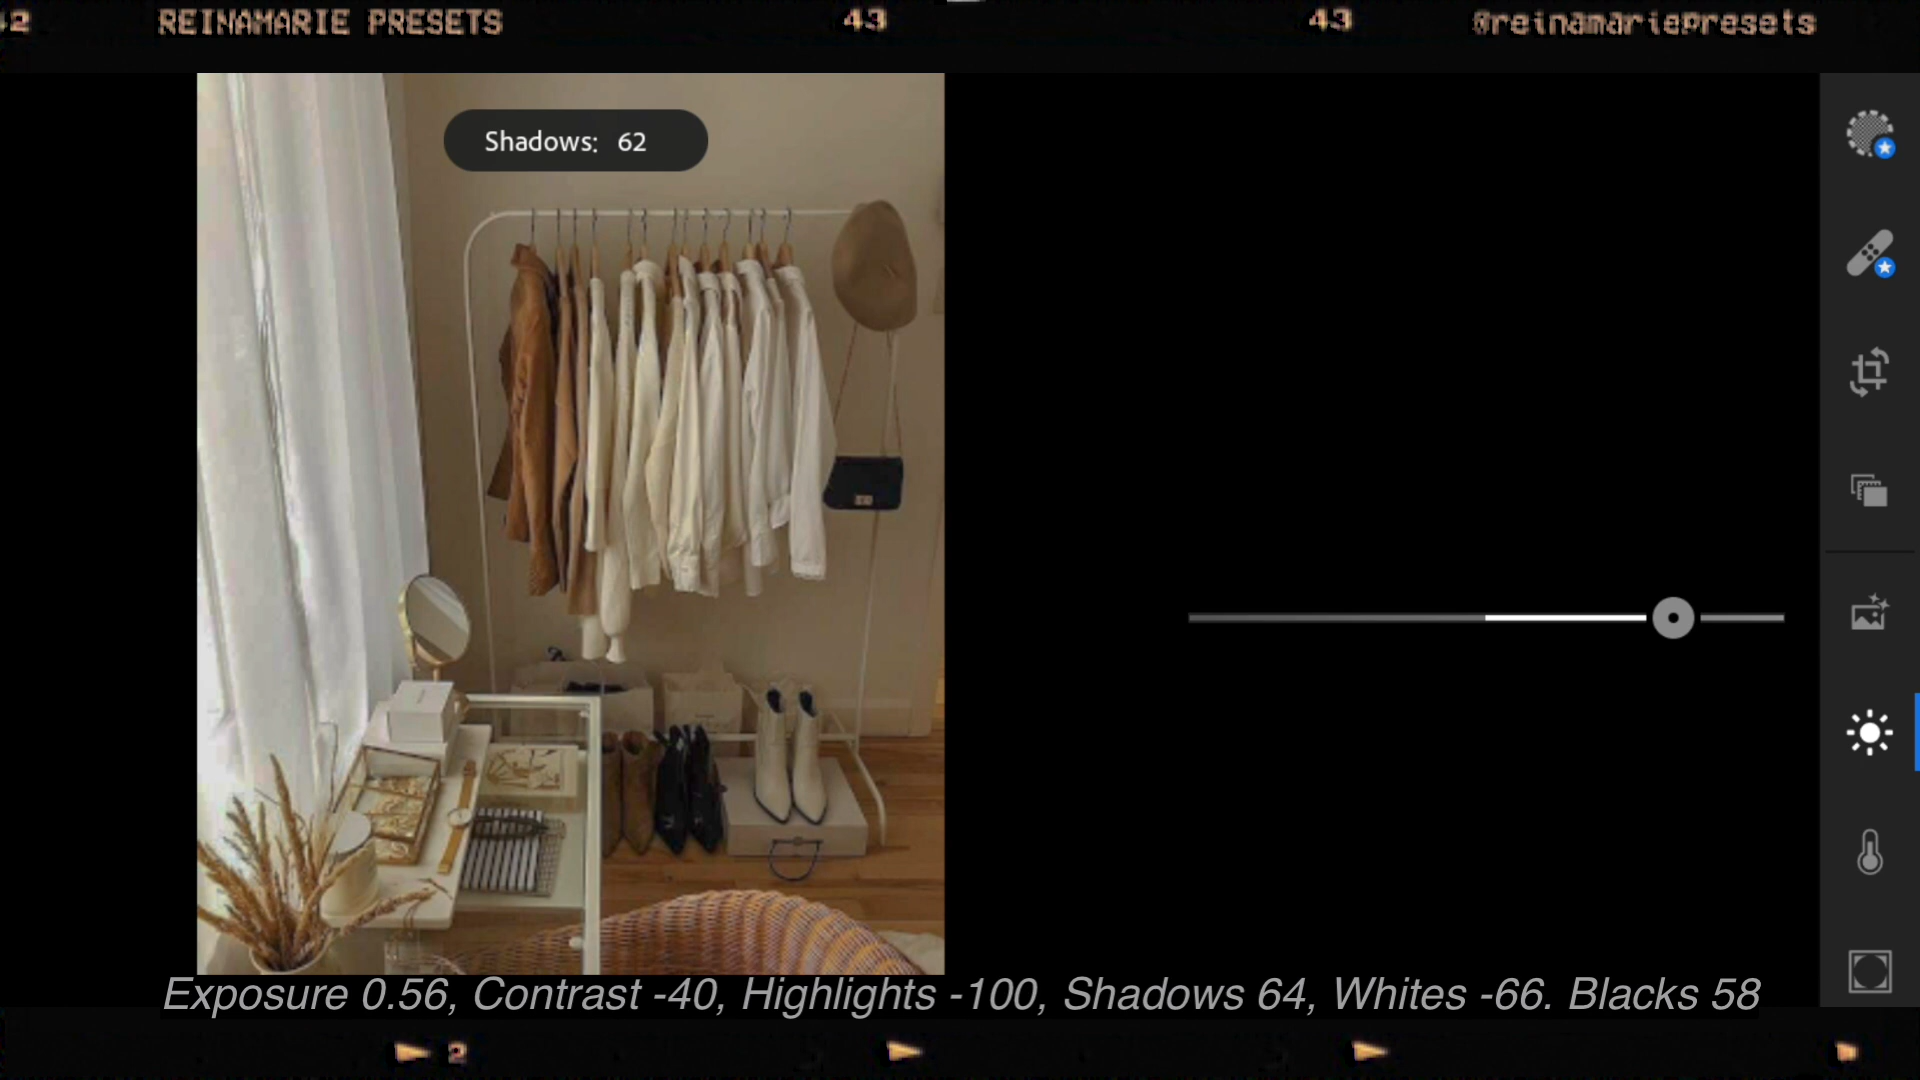 42 REINAMARIE PRESETS 43 43 @reinamariepresets
Shadows: 62
Exposure 0.56, Contrast -40, Highlights -100, Shadows 64, Whites -66. Blacks 58
2